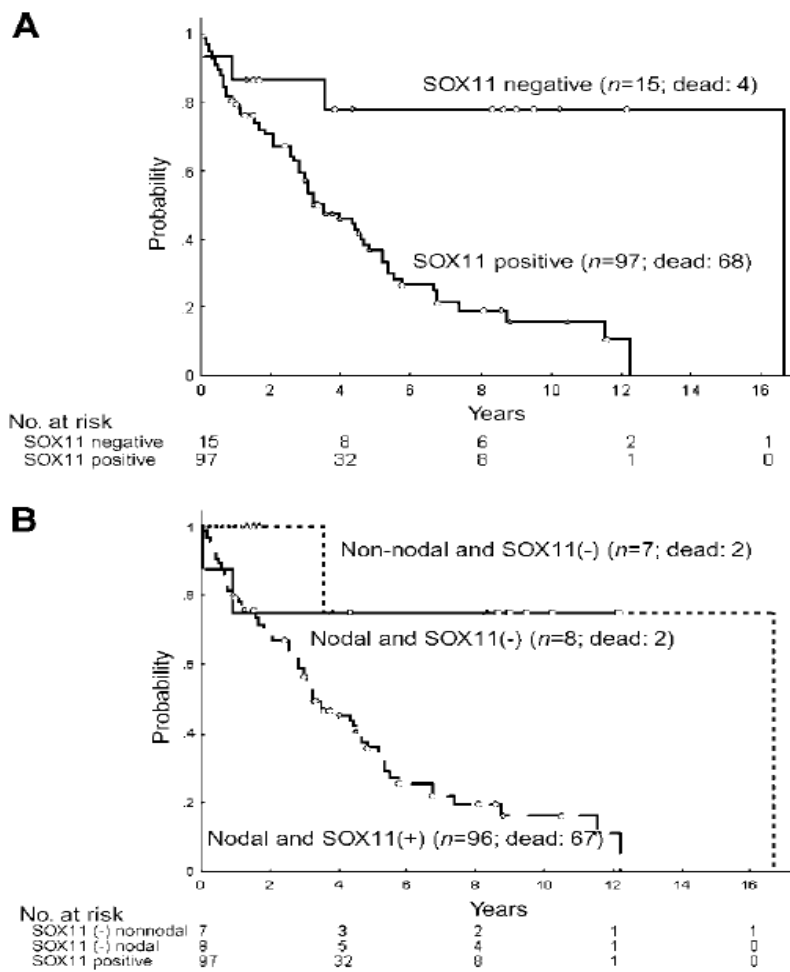 A
1
.8
.6
.4
.2
0
Probability
SOX11 negative (n=15; dead: 4)
SOX11 positive (n=97; dead: 68)
0 2 4 6 8 10 12 14 16
Years
No. at risk
SOX11 negative 15 8 6 2 1
SOX11 positive 97 32 8 1 0
B
1
.8
.6
.4
.2
0
Probability
Non-nodal and SOX11(-) (n=7; dead: 2)
Nodal and SOX11(-) (n=8; dead: 2)
Nodal and SOX11(+) (n=96; dead: 67)
0 2 4 6 8 10 12 14 16
Years
No. at risk
SOX11 (-) nonnodal 7 3 2 1 1
SOX11 (-) nodal 8 5 4 1 0
SOX11 positive 97 32 8 1 0